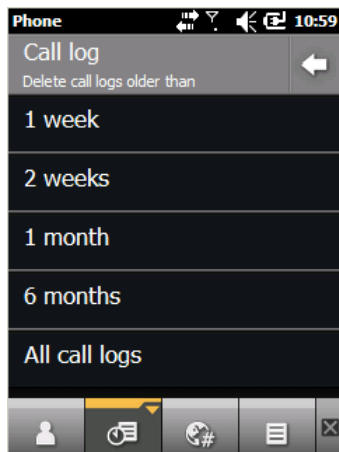 Phone 10:59
Call log
Delete call logs older than
1 week
2 weeks
1 month
6 months
All call logs